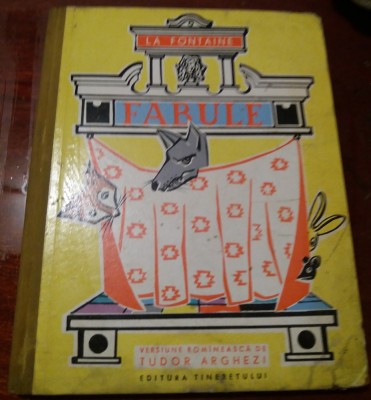 LA FONTAINE
FABULE
VERSIUNE ROMÎNEASCĂ DE
TUDOR ARGHEZI
EDITURA TINERETULUI